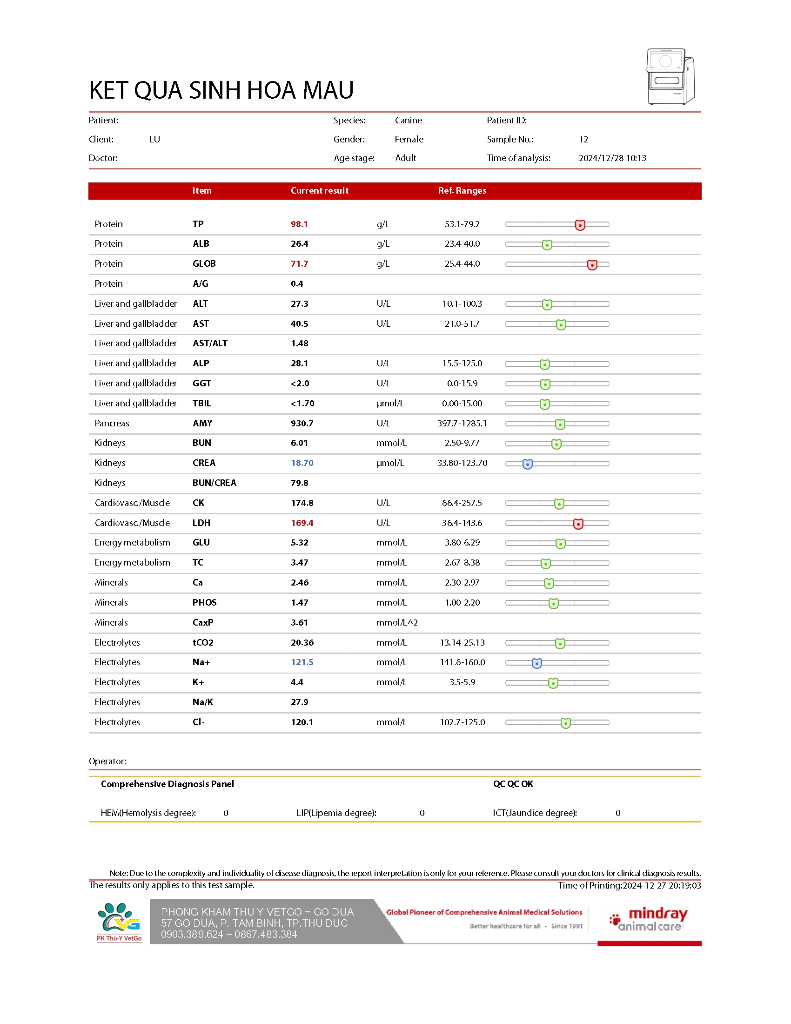 KET QUA SINH HOA MAU
Patient: Species: Canine Patient ID:
Client: LU Gender: Female Sample No.: 12
Doctor: Age stage: Adult Time of analysis: 2024/12/28 10:13
Item Current result Ref. Ranges
Protein TP 98.1 g/L 53.1-79.2
Protein ALB 26.4 g/L 23.4-40.0
Protein GLOB 71.7 g/L 25.4-44.0
Protein A/G 0.4
Liver and gallbladder ALT 27.3 U/L 10.1-100.3
Liver and gallbladder AST 40.5 U/L 21.0-51.7
Liver and gallbladder AST/ALT 1.48
Liver and gallbladder ALP 28.1 U/L 15.5-125.0
Liver and gallbladder GGT <2.0 U/L 0.0-15.9
Liver and gallbladder TBIL <1.70 µmol/L 0.00-15.00
Pancreas AMY 930.7 U/L 397.7-1285.1
Kidneys BUN 6.01 mmol/L 2.50-9.77
Kidneys CREA 18.70 µmol/L 33.80-123.70
Kidneys BUN/CREA 79.8
Cardiovasc./Muscle CK 174.8 U/L 66.4-257.5
Cardiovasc./Muscle LDH 169.4 U/L 36.4-143.6
Energy metabolism GLU 5.32 mmol/L 3.80-6.29
Energy metabolism TC 3.47 mmol/L 2.67-8.38
Minerals Ca 2.46 mmol/L 2.30-2.97
Minerals PHOS 1.47 mmol/L 1.00-2.20
Minerals CaxP 3.61 mmol/L^2
Electrolytes tCO2 20.36 mmol/L 13.14-25.13
Electrolytes Na+ 121.5 mmol/L 141.6-160.0
Electrolytes K+ 4.4 mmol/L 3.5-5.9
Electrolytes Na/K 27.9
Electrolytes Cl- 120.1 mmol/L 102.7-125.0
Operator:
Comprehensive Diagnosis Panel QC QC OK
HEM(Hemolysis degree): 0 LIP(Lipemia degree): 0 ICT(Jaundice degree): 0
Note: Due to the complexity and individuality of disease diagnosis, the report interpretation is only for your reference. Please consult your doctors for clinical diagnosis results.
The results only applies to this test sample. Time of Printing:2024-12-27 20:19:03
PHONG KHAM THU Y VETGO – GO DUA
57 GO DUA, P. TAM BINH, TP.THU DUC
0903.389.624 – 0867.483.384
PK Thú-Y VetGo
Global Pioneer of Comprehensive Animal Medical Solutions
Better healthcare for all - Since 1991
mindray
animal care